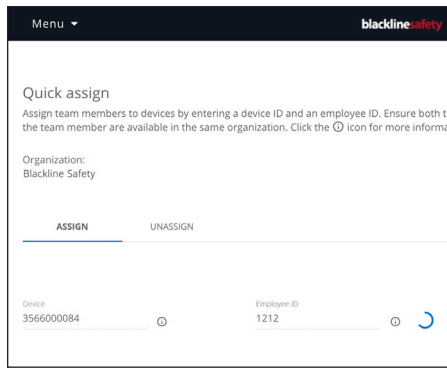 Menu
blacklinesafety
Quick assign
Assign team members to devices by entering a device ID and an employee ID. Ensure both
the team member are available in the same organization. Click the ⓘ icon for more
Organization:
Blackline Safety
ASSIGN UNASSIGN
Device Employee ID
3566000084 1212